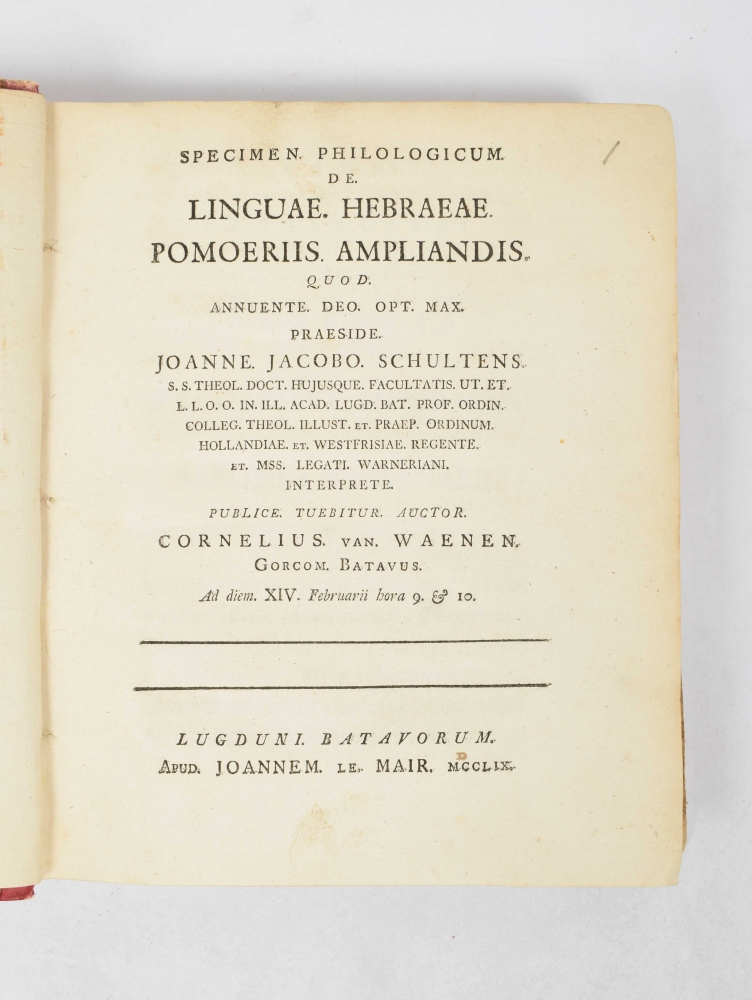 SPECIMEN. PHILOLOGICUM.
DE.
LINGUAE. HEBRAEAE.
POMOERIIS. AMPLIANDIS.
QUOD.
ANNUENTE. DEO. OPT. MAX.
PRAESIDE.
JOANNE. JACOBO. SCHULTENS.
S. S. THEOL. DOCT. HUJUSQUE. FACULTATIS. UT. ET.
L. L. O. O. IN. ILL. ACAD. LUGD. BAT. PROF. ORDIN.
COLLEG. THEOL. ILLUST. ET. PRAEP. ORDINUM.
HOLLANDIAE. ET. WESTFRISIAE. REGENTE.
ET. MSS. LEGATI. WARNERIANI.
INTERPRETE.
PUBLICE. TUEBITUR. AUCTOR.
CORNELIUS. VAN. WAENEN.
GORCOM. BATAVUS.
Ad diem. XIV. Februarii hora 9. & 10.
LUGDUNI. BATAVORUM.
APUD. JOANNEM. LE. MAIR. MDCCLIX.